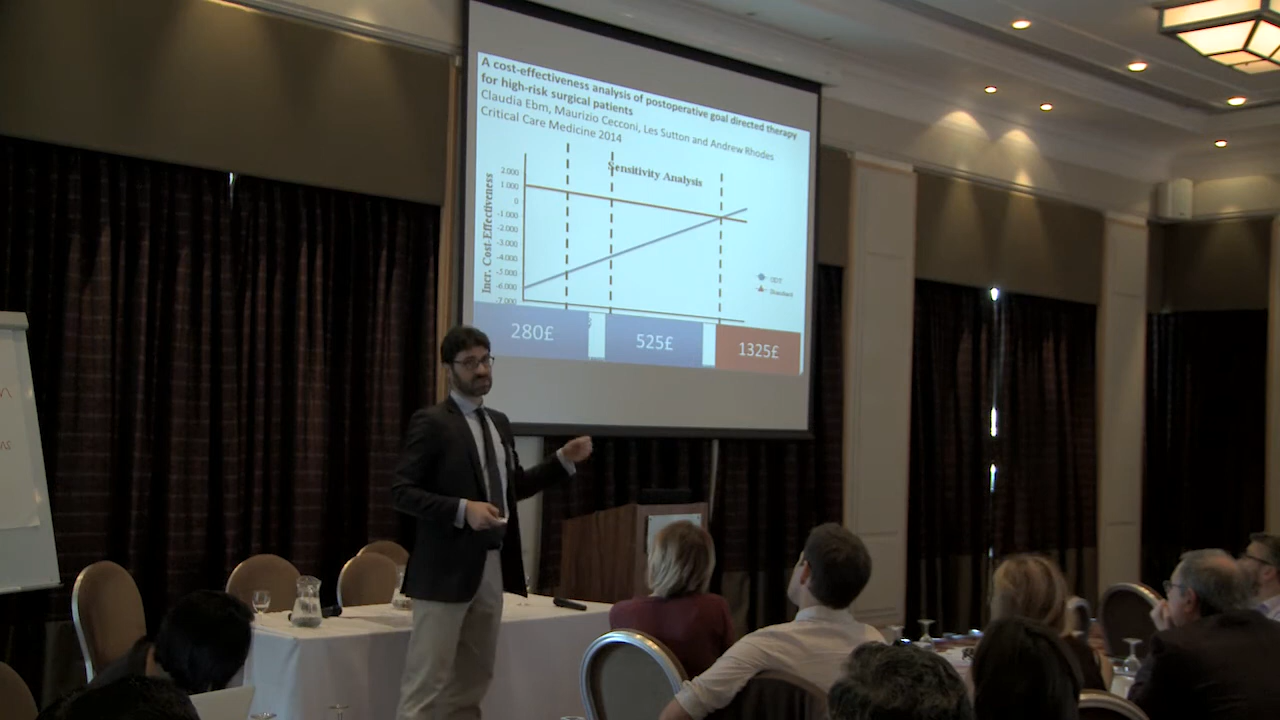 A cost-effectiveness analysis of postoperative goal directed therapy
for high-risk surgical patients
Claudia Ebm, Maurizio Cecconi, Les Sutton and Andrew Rhodes
Critical Care Medicine 2014
Sensitivity Analysis
Incr. Cost-Effectiveness
2.000
1.000
0
-1.000
-2.000
-3.000
-4.000
-5.000
-6.000
-7.000
GDT
Standard
280£
525£
1325£